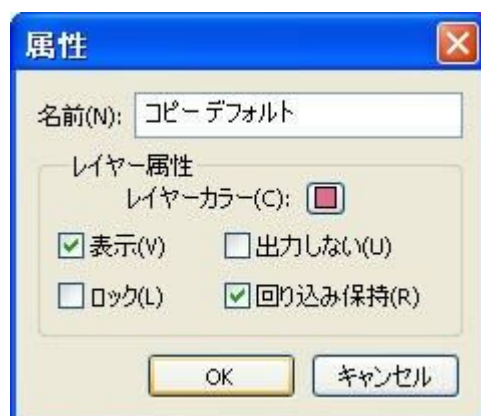 属性
名前(N): コピー デフォルト
レイヤー属性
レイヤーカラー(C):
表示(V) 出力しない(U)
ロック(L) 回り込み保持(R)
OK キャンセル